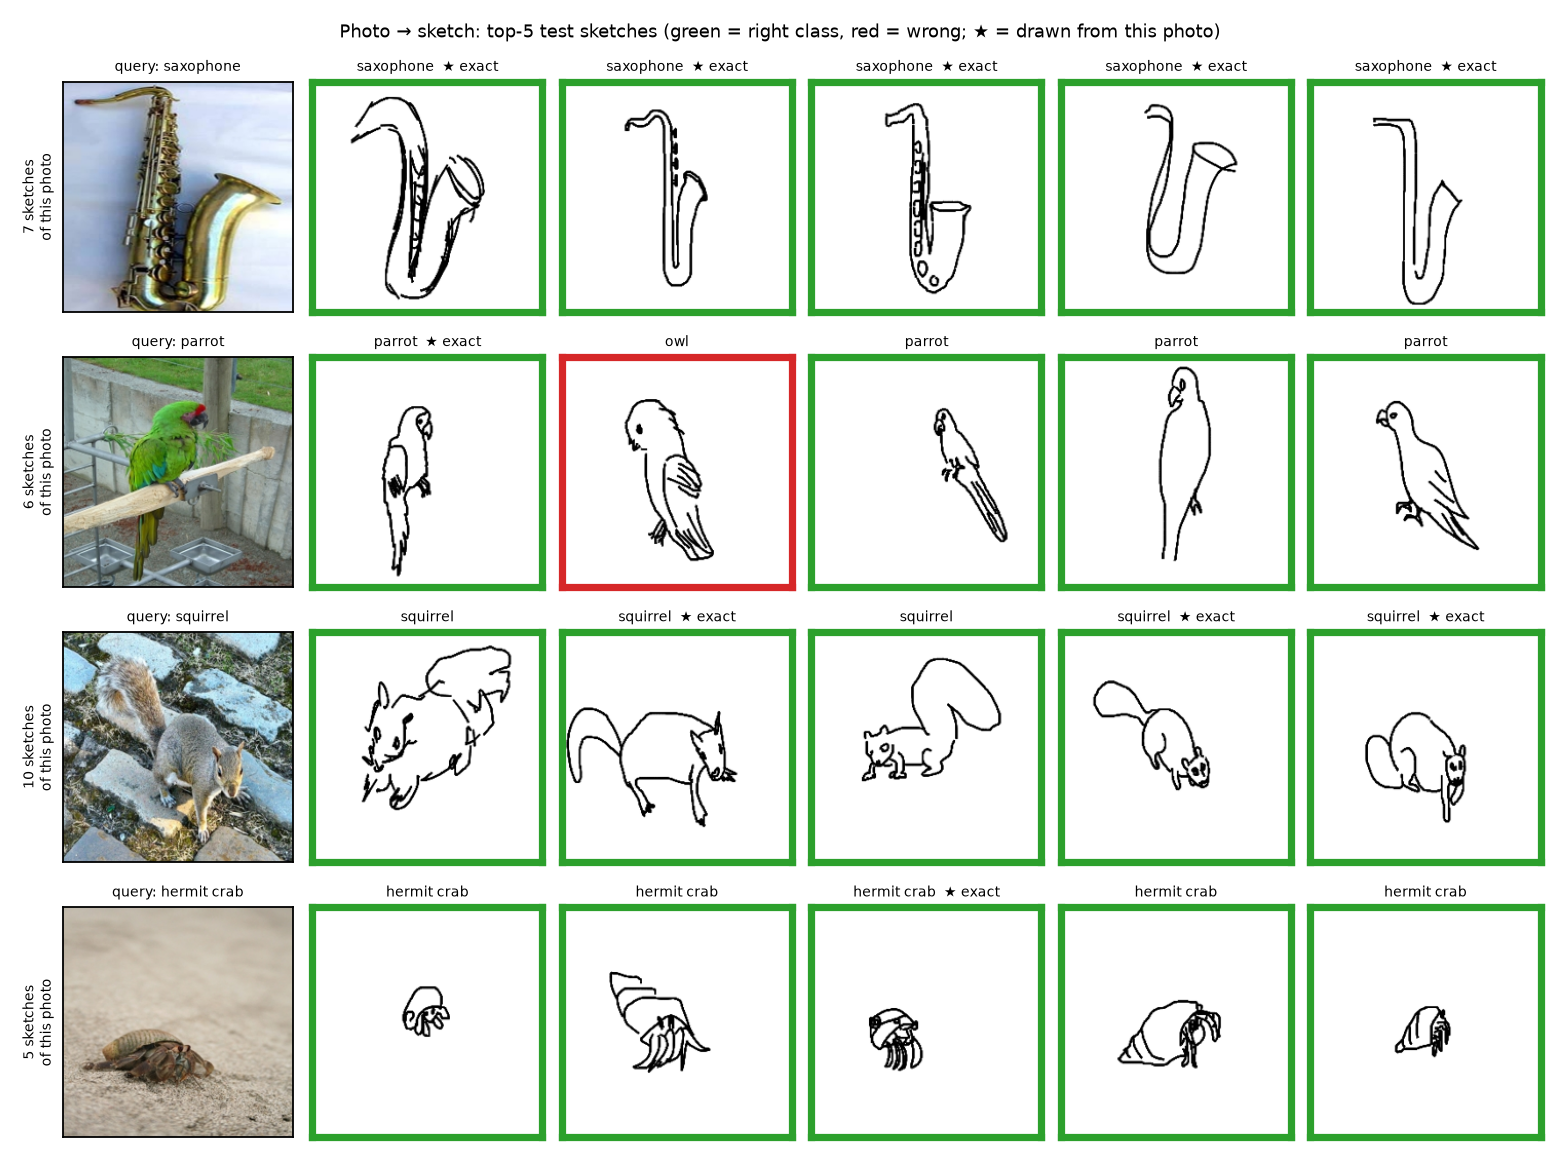 Photo → sketch: top-5 test sketches (green = right class, red = wrong; ★ = drawn from this photo)
query: saxophone
saxophone ★ exact
saxophone ★ exact
saxophone ★ exact
saxophone ★ exact
saxophone ★ exact
7 sketches
of this photo
query: parrot
parrot ★ exact
owl
parrot
parrot
parrot
6 sketches
of this photo
query: squirrel
squirrel
squirrel ★ exact
squirrel
squirrel ★ exact
squirrel ★ exact
10 sketches
of this photo
query: hermit crab
hermit crab
hermit crab
hermit crab ★ exact
hermit crab
hermit crab
5 sketches
of this photo